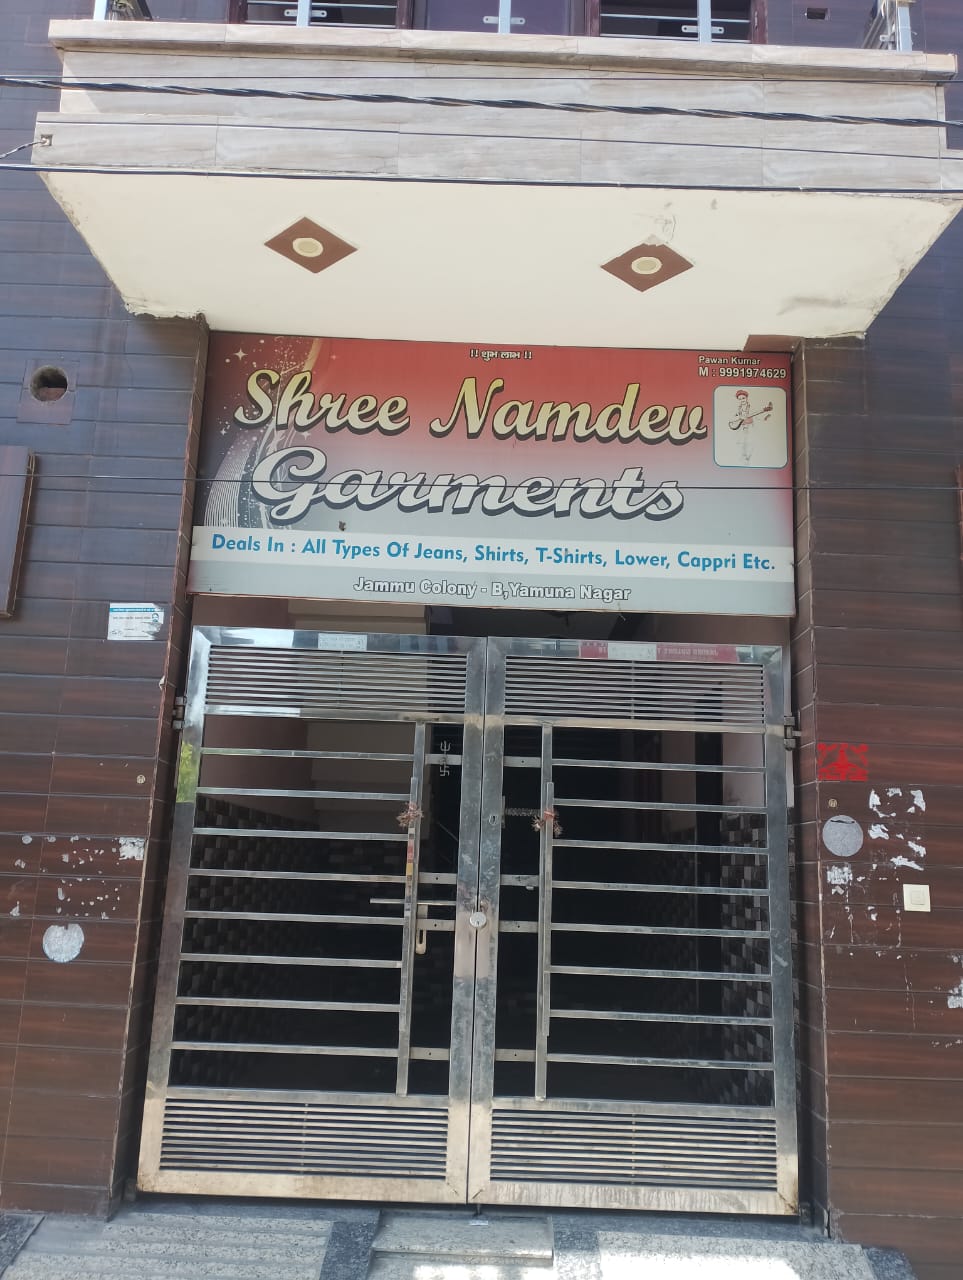 !! शुभ लाभ !!
Pawan Kumar
M : 9991974629
Shree Namdev
Garments
Deals In : All Types Of Jeans, Shirts, T-Shirts, Lower, Cappri Etc.
Jammu Colony - B,Yamuna Nagar